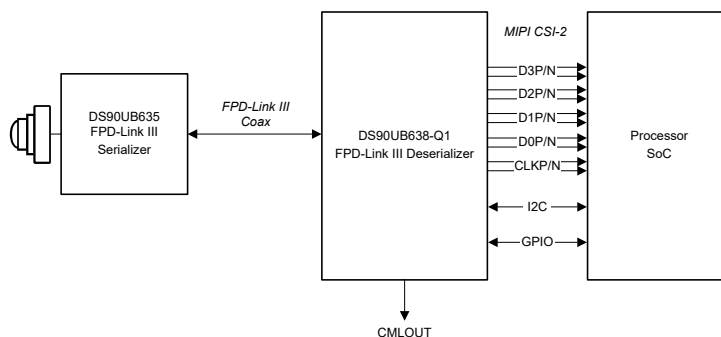 MIPI CSI-2
DS90UB635
FPD-Link III
Serializer
FPD-Link III
Coax
DS90UB638-Q1
FPD-Link III Deserializer
D3P/N
D2P/N
D1P/N
D0P/N
CLKP/N
I2C
GPIO
Processor
SoC
CMLOUT